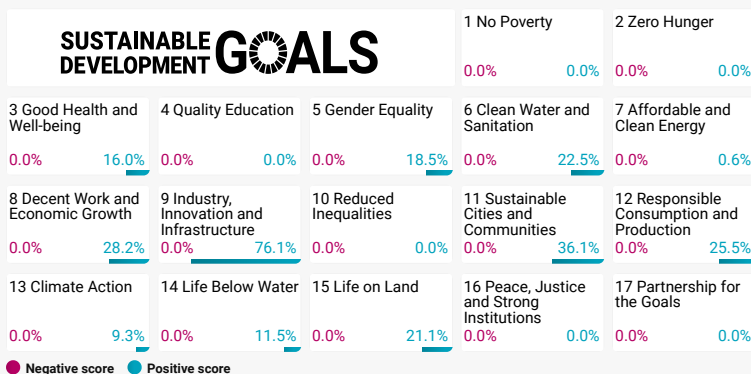 SUSTAINABLE
DEVELOPMENT
GOALS
1 No Poverty
0.0% 0.0%
2 Zero Hunger
0.0% 0.0%
3 Good Health and
Well-being
0.0% 16.0%
4 Quality Education
0.0% 0.0%
5 Gender Equality
0.0% 18.5%
6 Clean Water and
Sanitation
0.0% 22.5%
7 Affordable and
Clean Energy
0.0% 0.6%
8 Decent Work and
Economic Growth
0.0% 28.2%
9 Industry,
Innovation and
Infrastructure
0.0% 76.1%
10 Reduced
Inequalities
0.0% 0.0%
11 Sustainable
Cities and
Communities
0.0% 36.1%
12 Responsible
Consumption and
Production
0.0% 25.5%
13 Climate Action
0.0% 9.3%
14 Life Below Water
0.0% 11.5%
15 Life on Land
0.0% 21.1%
16 Peace, Justice
and Strong
Institutions
0.0% 0.0%
17 Partnership for
the Goals
0.0% 0.0%
Negative score Positive score